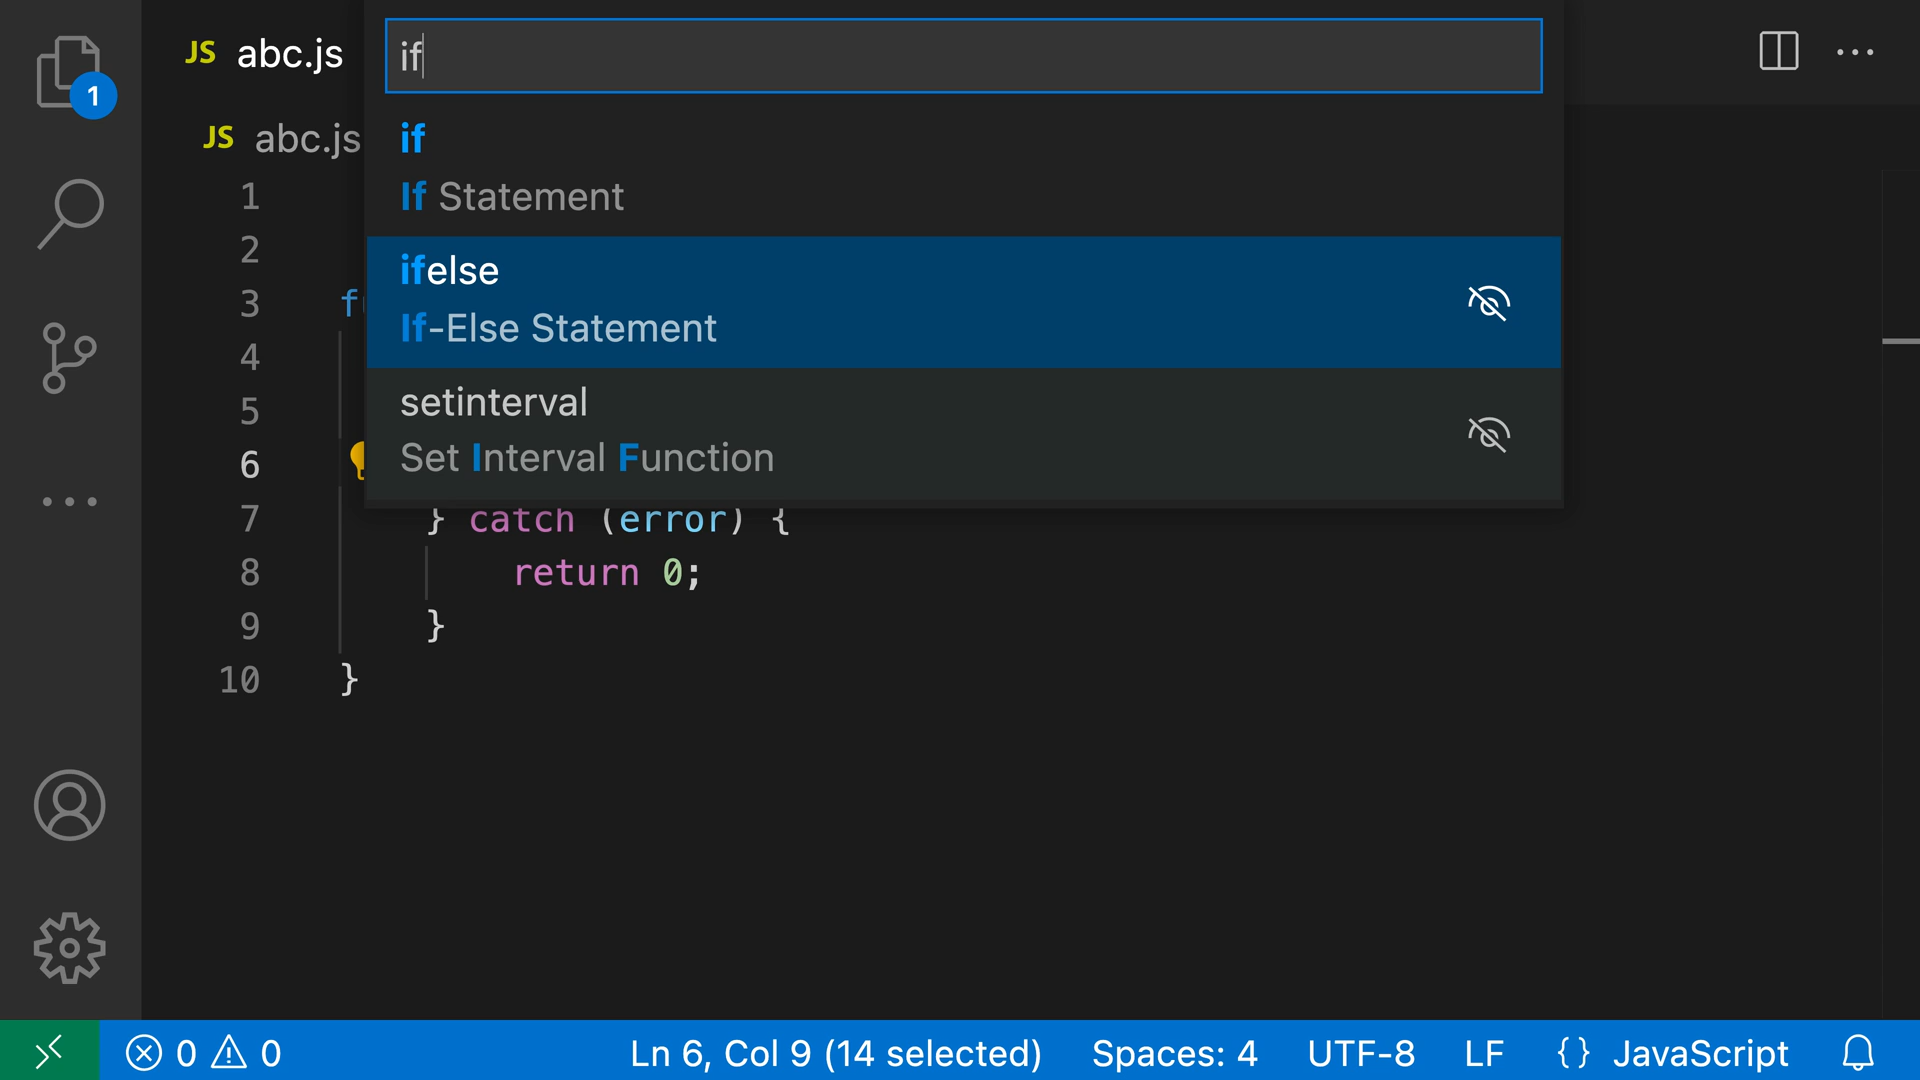 JS abc.js
if
1
JS abc.js
if
If Statement
ifelse
If-Else Statement
setinterval
Set Interval Function
1
2
3 f
4
5
6
7 } catch (error) {
8 return 0;
9 }
10 }
0 0
Ln 6, Col 9 (14 selected)
Spaces: 4
UTF-8
LF
{ } JavaScript